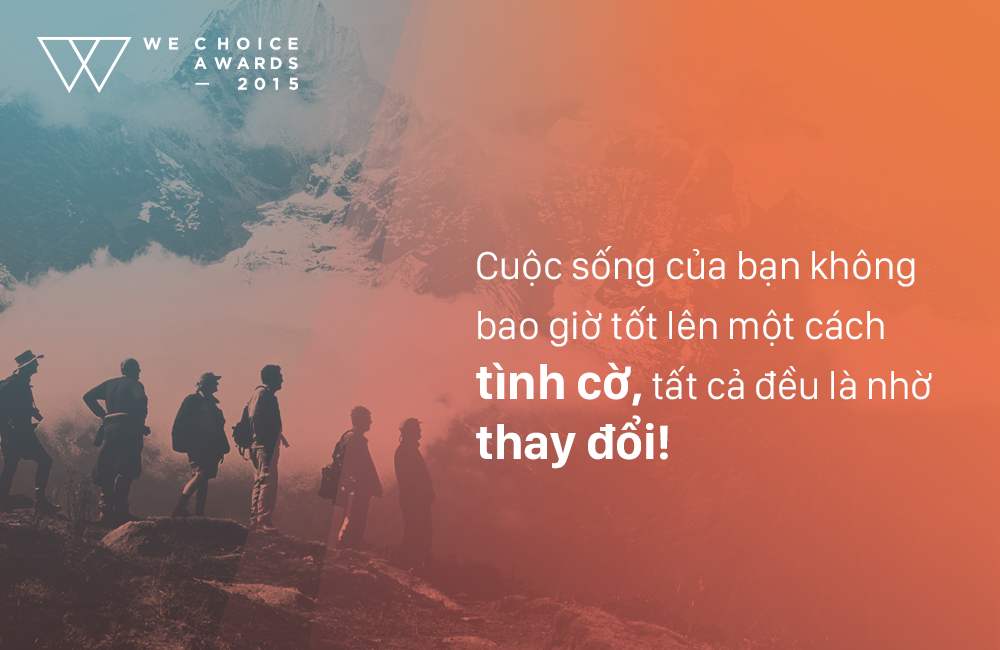 WE CHOICE
AWARDS
— 2015
Cuộc sống của bạn không
bao giờ tốt lên một cách
tình cờ, tất cả đều là nhờ
thay đổi!